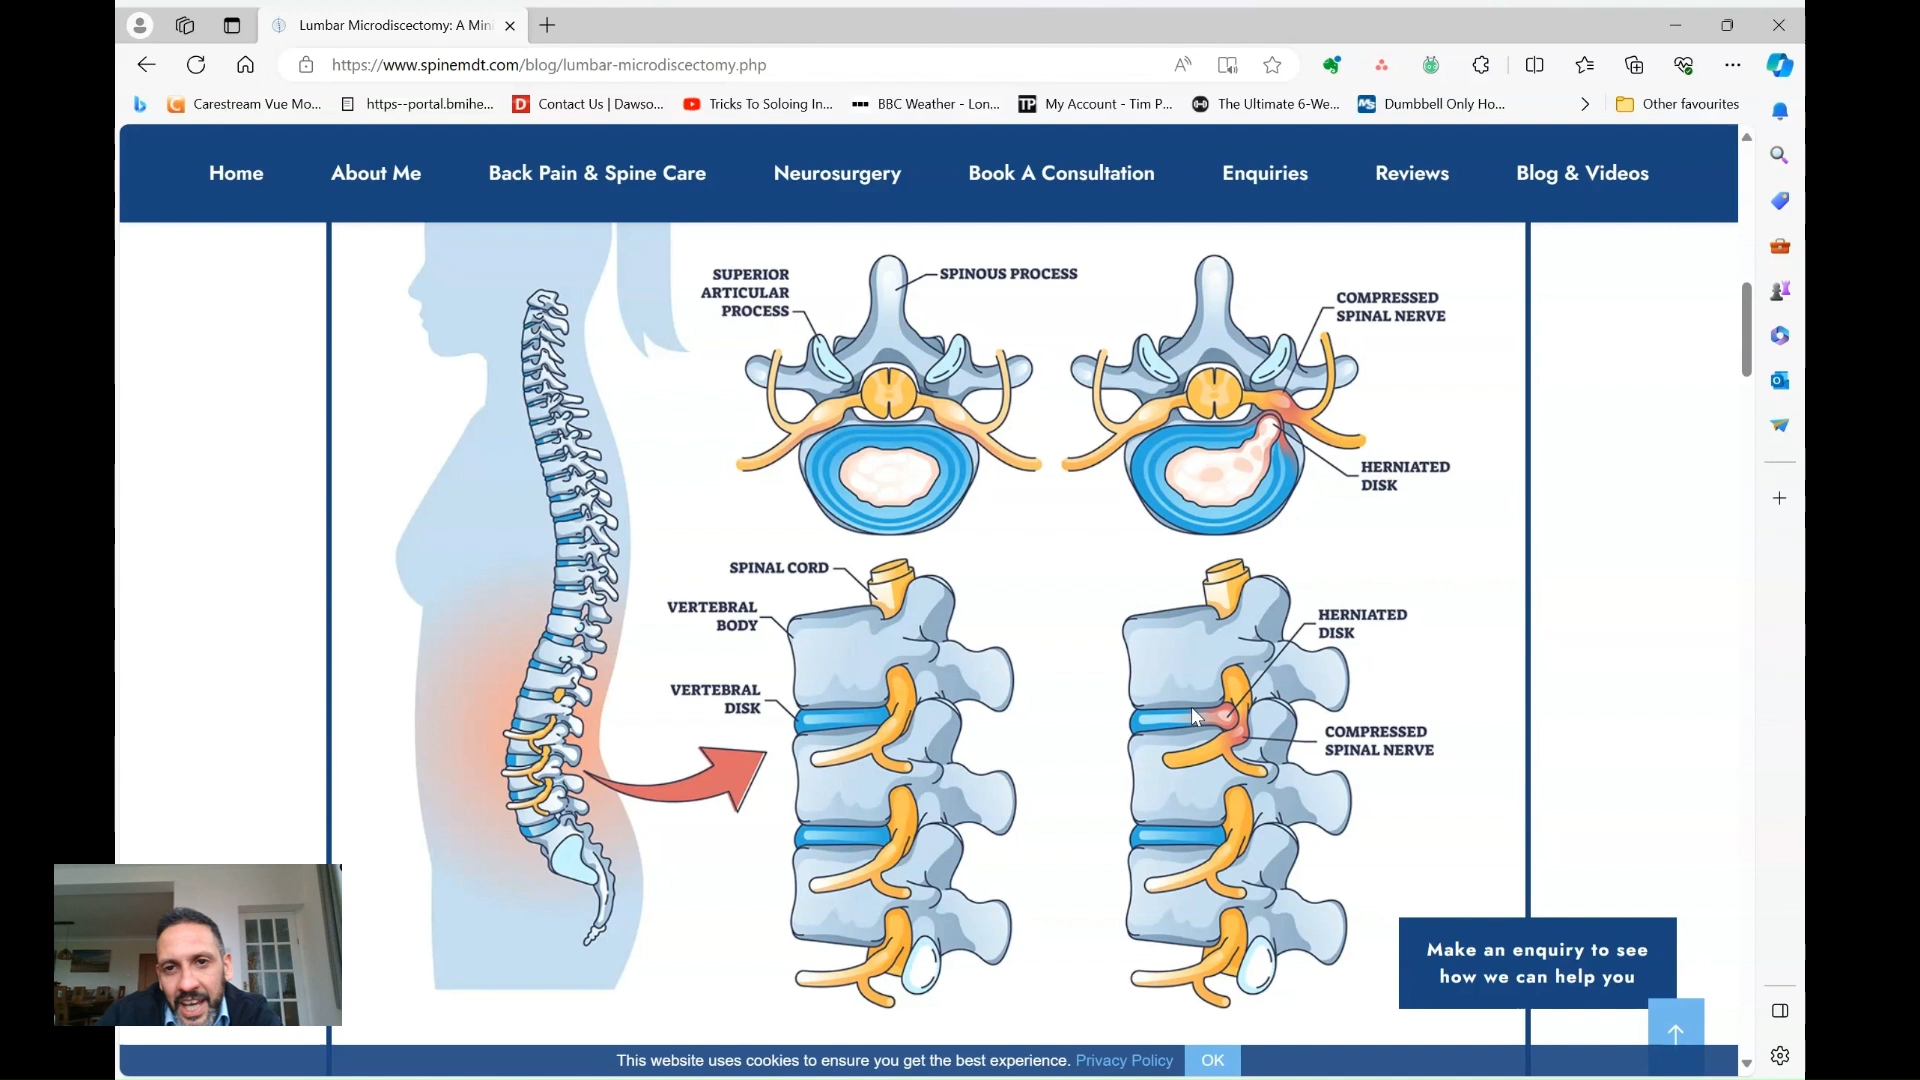 Lumbar Microdiscectomy: A Min
https://www.spinemdt.com/blog/lumbar-microdiscectomy.php
Carestream Vue Mo...
https--portal.bmihe...
Contact Us | Dawso...
Tricks To Soloing In...
BBC Weather - Lon...
TP
My Account - Tim P...
The Ultimate 6-We...
Dumbbell Only Ho...
Other favourites
Home
About Me
Back Pain & Spine Care
Neurosurgery
Book A Consultation
Enquiries
Reviews
Blog & Videos
SUPERIOR
ARTICULAR
PROCESS
SPINOUS PROCESS
COMPRESSED
SPINAL NERVE
HERNIATED
DISK
SPINAL CORD
VERTEBRAL
BODY
VERTEBRAL
DISK
HERNIATED
DISK
COMPRESSED
SPINAL NERVE
Make an enquiry to see
how we can help you
This website uses cookies to ensure you get the best experience. Privacy Policy
OK